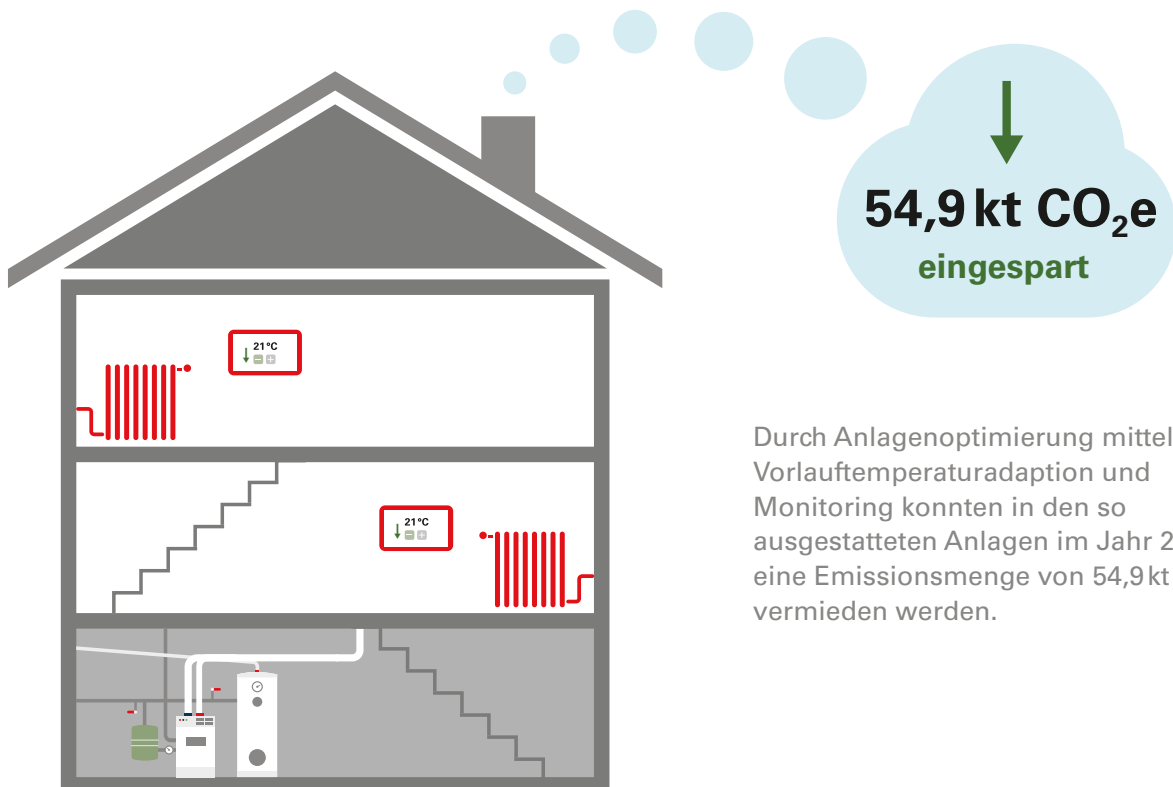 54,9 kt CO₂e
eingespart
21°C
21°C
Durch Anlagenoptimierung mittel
Vorlauftemperaturadaption und
Monitoring konnten in den so
ausgestatteten Anlagen im Jahr 2
eine Emissionsmenge von 54,9 kt
vermieden werden.